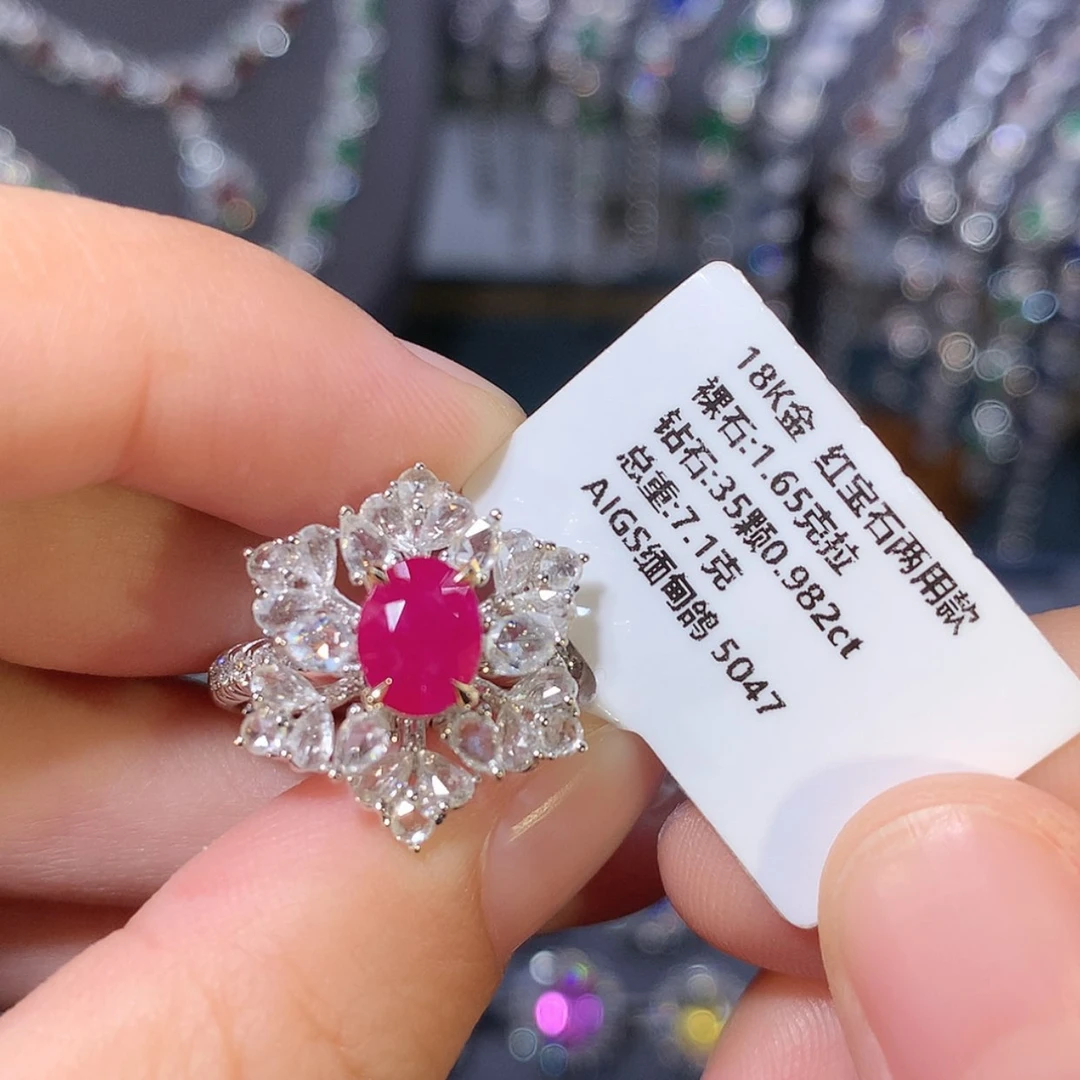 18K金 红宝石两用款
裸石:1.65克拉
钻石:35颗0.982ct
总重:7.1克
AIGS缅甸鸽 5047